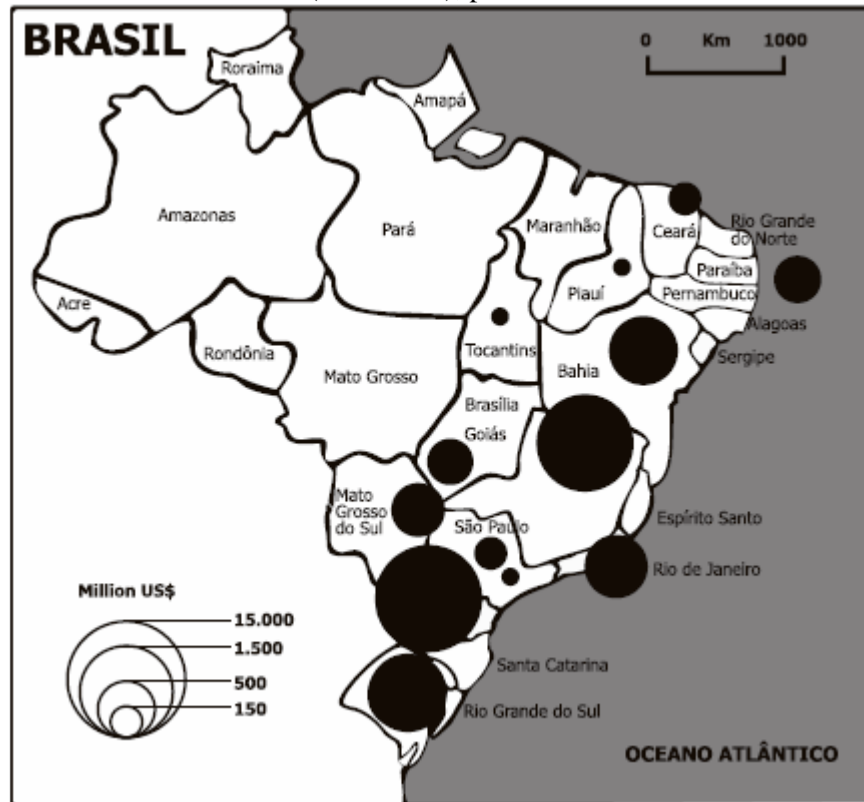 BRASIL
0 Km 1000
Roraima
Amapá
Amazonas
Pará
Maranhão
Ceará
Rio Grande
do Norte
Paraíba
Piauí
Pernambuco
Acre
Alagoas
Rondônia
Tocantins
Sergipe
Mato Grosso
Bahia
Brasília
Goiás
Mato
Grosso
do Sul
São Paulo
Espírito Santo
Rio de Janeiro
Million US$
15.000
1.500
500
150
Santa Catarina
Rio Grande do Sul
OCEANO ATLÂNTICO